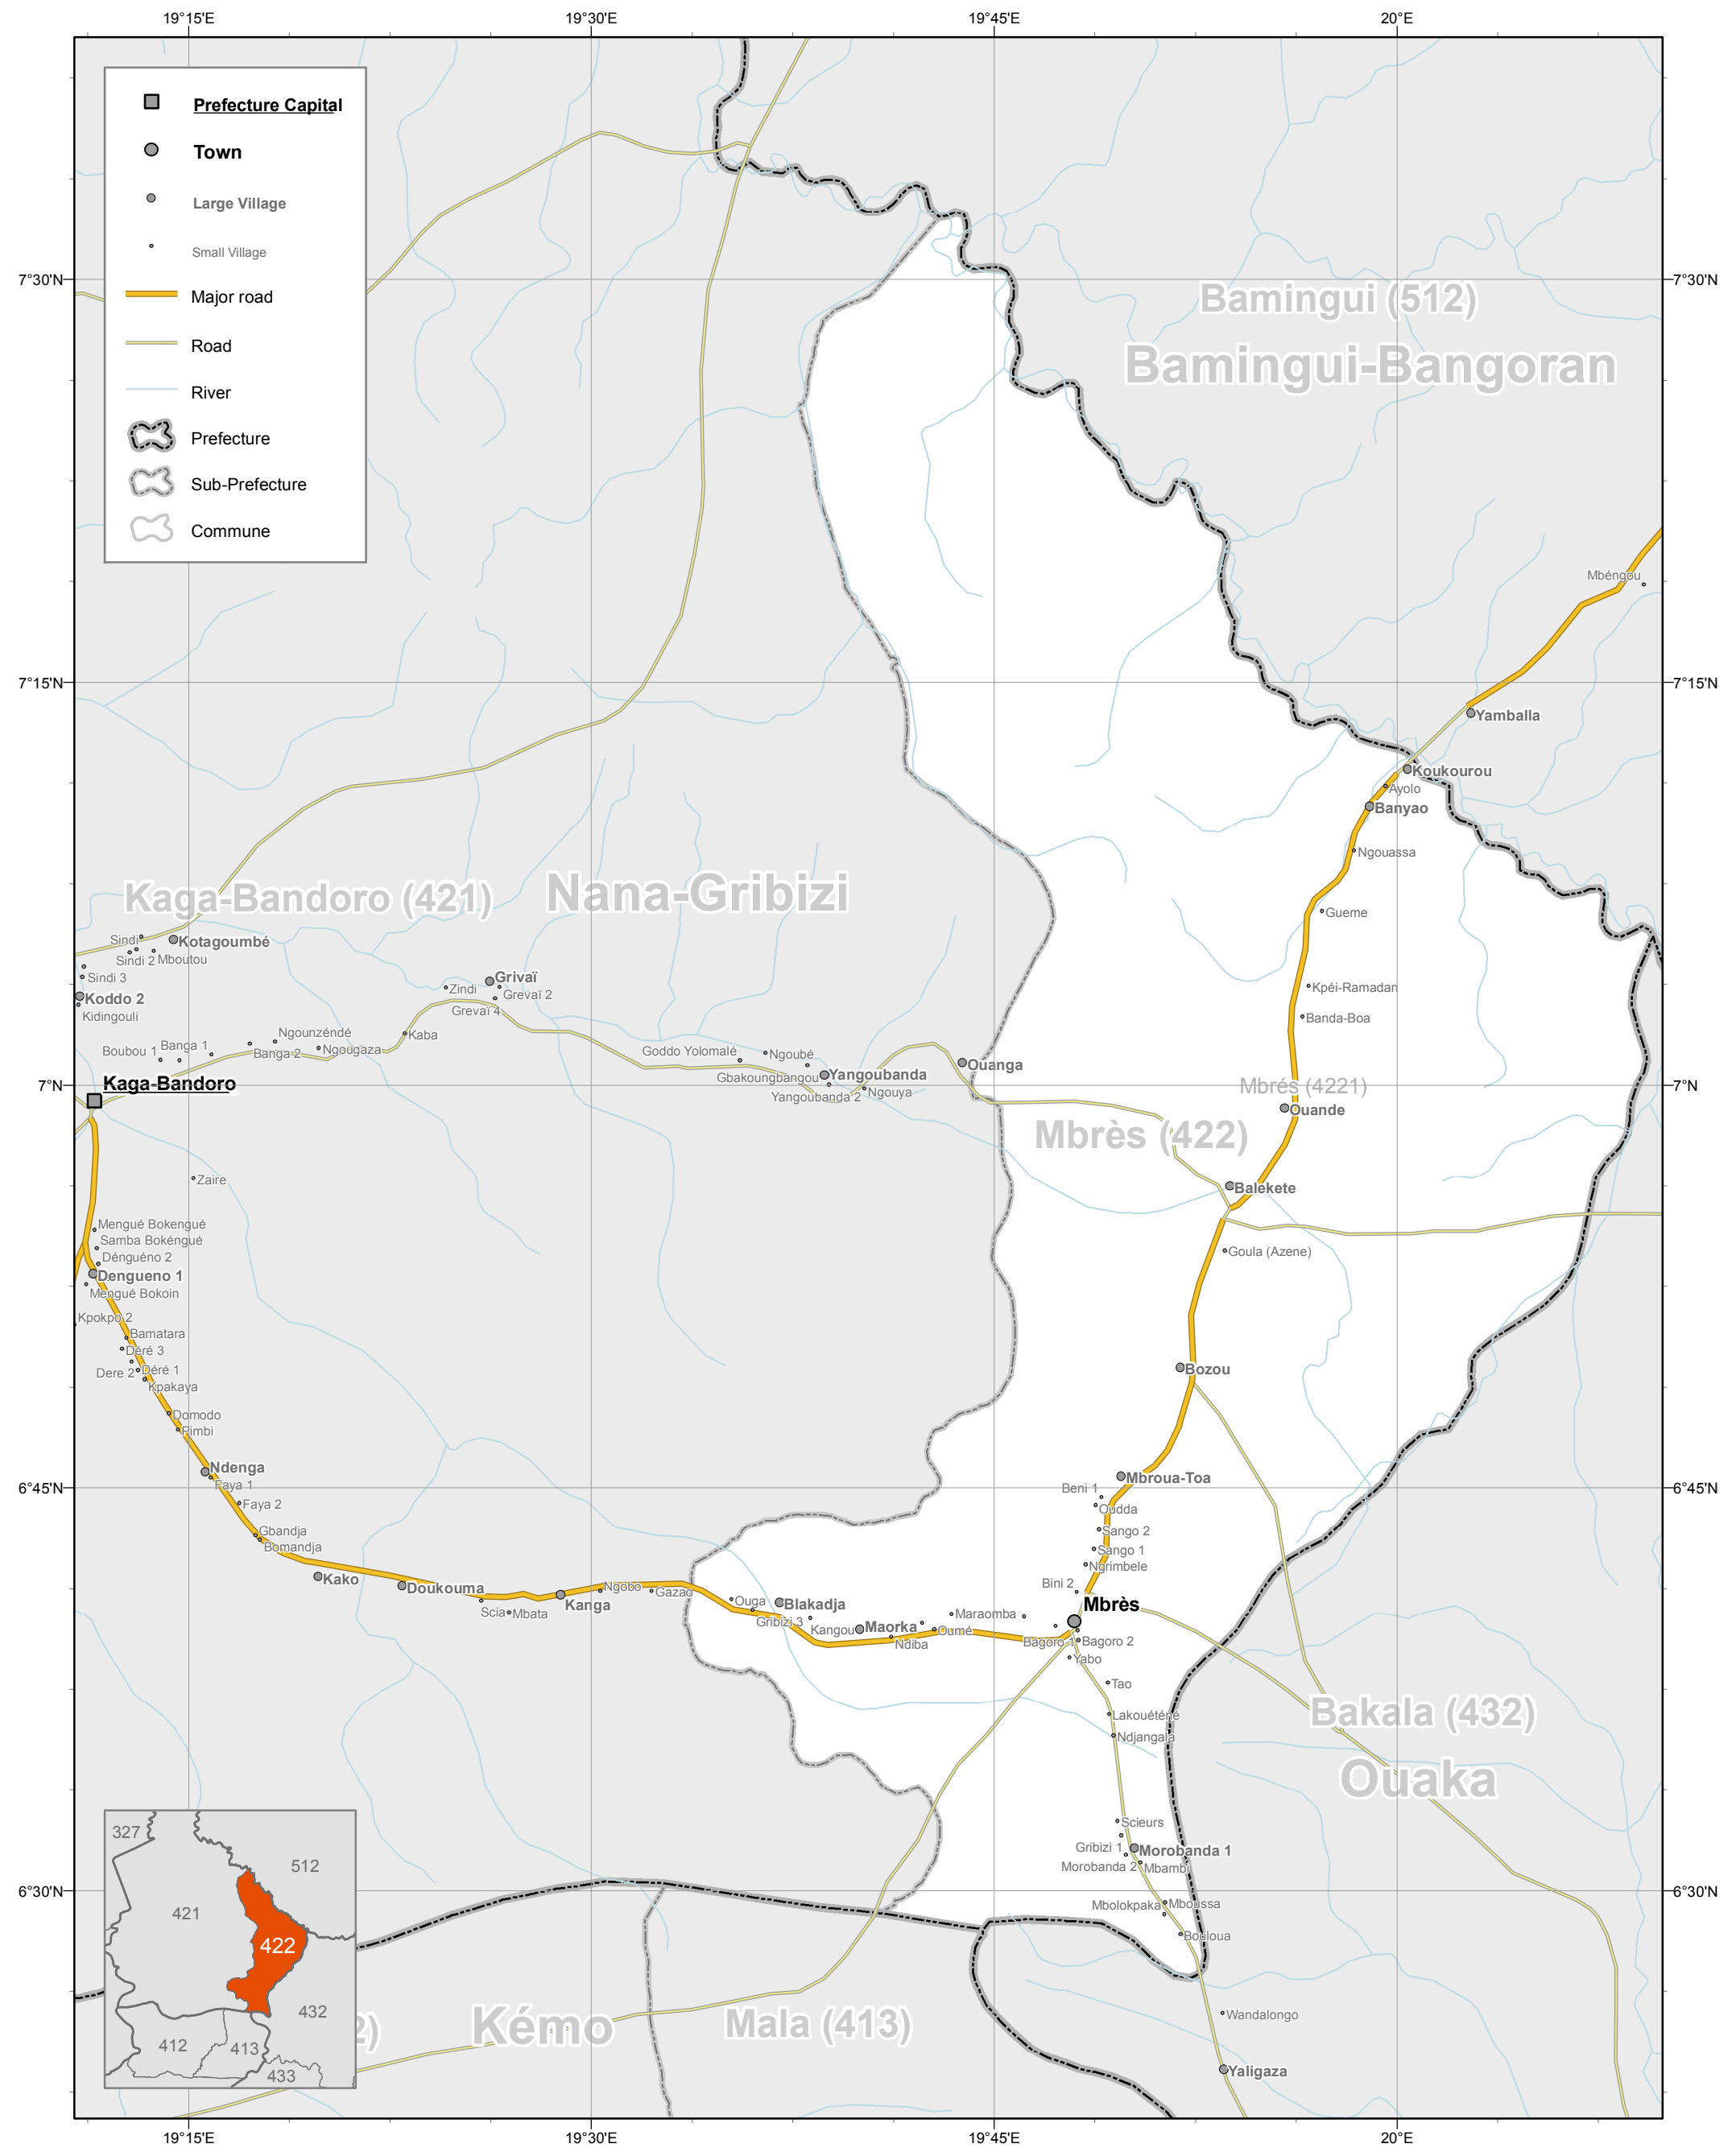 19°15'E
19°30'E
19°45'E
20°E
Prefecture Capital
Town
Large Village
Small Village
Major road
Road
River
Prefecture
Sub-Prefecture
Commune
7°30'N
7°30'N
Bamingui (512)
Bamingui-Bangoran
Mbéngou
7°15'N
7°15'N
Yamballa
Koukourou
Ayolo
Banyao
Ngouassa
Kaga-Bandoro (421)
Nana-Gribizi
Gueme
Sindi
Kotagoumbé
Sindi 2
Mboutou
Sindi 3
Grivaï
Zindi
Grevaï 2
Kpéi-Ramadan
Koddo 2
Kidingouli
Grevaï 4
Banda-Boa
Ngounzéndé
Kaba
Boubou 1
Banga 1
Banga 2
Ngougaza
Goddo Yolomalé
Ngoubé
Ouanga
Gbakoungbangou
Yangoubanda
Yangoubanda 2
Ngouya
7°N
7°N
Kaga-Bandoro
Mbrés (4221)
Ouande
Mbrès (422)
Zaire
Balekete
Mengué Bokengué
Samba Bokéngué
Dénguéno 2
Goula (Azene)
Dengueno 1
Mengué Bokoin
Kpokpo 2
Bamatara
Déré 3
Dere 2
Déré 1
Kpakaya
Bozou
Domodo
Fimbi
Ndenga
Faya 1
Mbroua-Toa
6°45'N
6°45'N
Beni 1
Faya 2
Oudda
Gbandja
Bomandja
Sango 2
Sango 1
Ngrimbele
Kako
Doukouma
Ngobo
Gazao
Bini 2
Kanga
Ouga
Blakadja
Mbrès
Scia
Mbata
Gribizi 3
Kangou
Maorka
Maraomba
Oumé
Ndiba
Bagoro 1
Bagoro 2
Yabo
Tao
Lakouéténé
Ndjangala
Bakala (432)
Ouaka
Scieurs
Gribizi 1
Morobanda 1
Morobanda 2
Mbambi
6°30'N
6°30'N
Mbolokpaka
Mboussa
Bouloua
327
512
421
422
432
412
413
433
2)
Kémo
Mala (413)
Wandalongo
Yaligaza
19°15'E
19°30'E
19°45'E
20°E